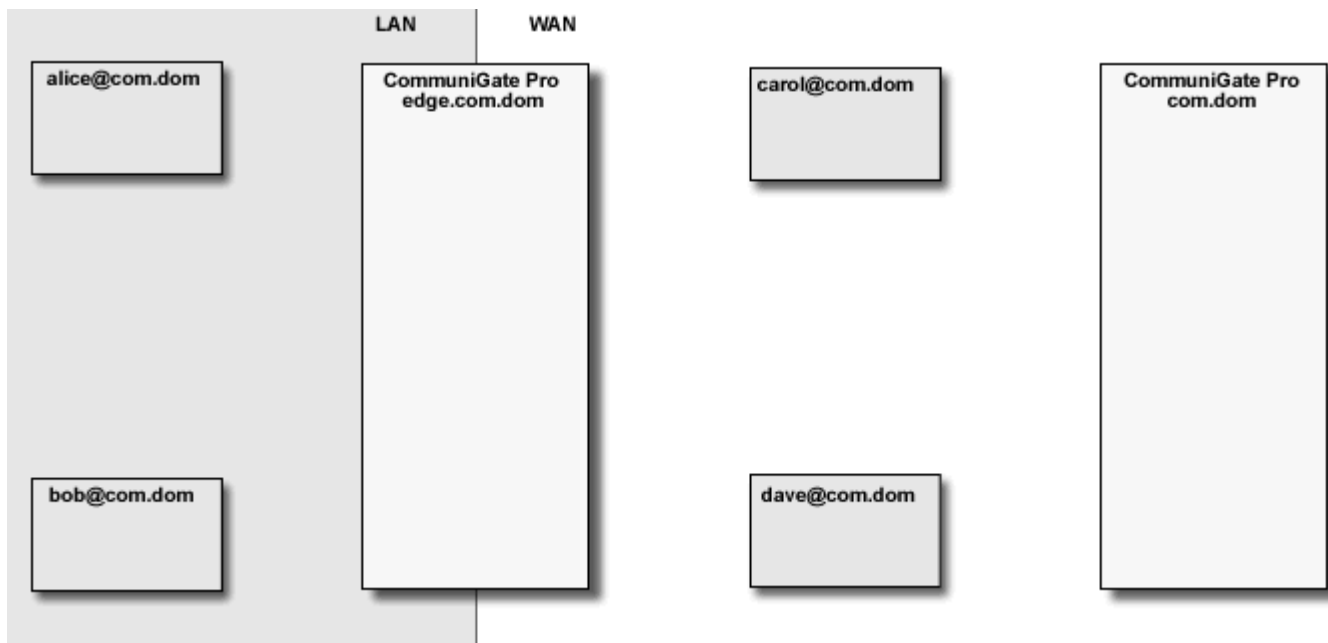 LAN
WAN
alice@com.dom
CommuniGate Pro
edge.com.dom
carol@com.dom
CommuniGate Pro
com.dom
bob@com.dom
dave@com.dom